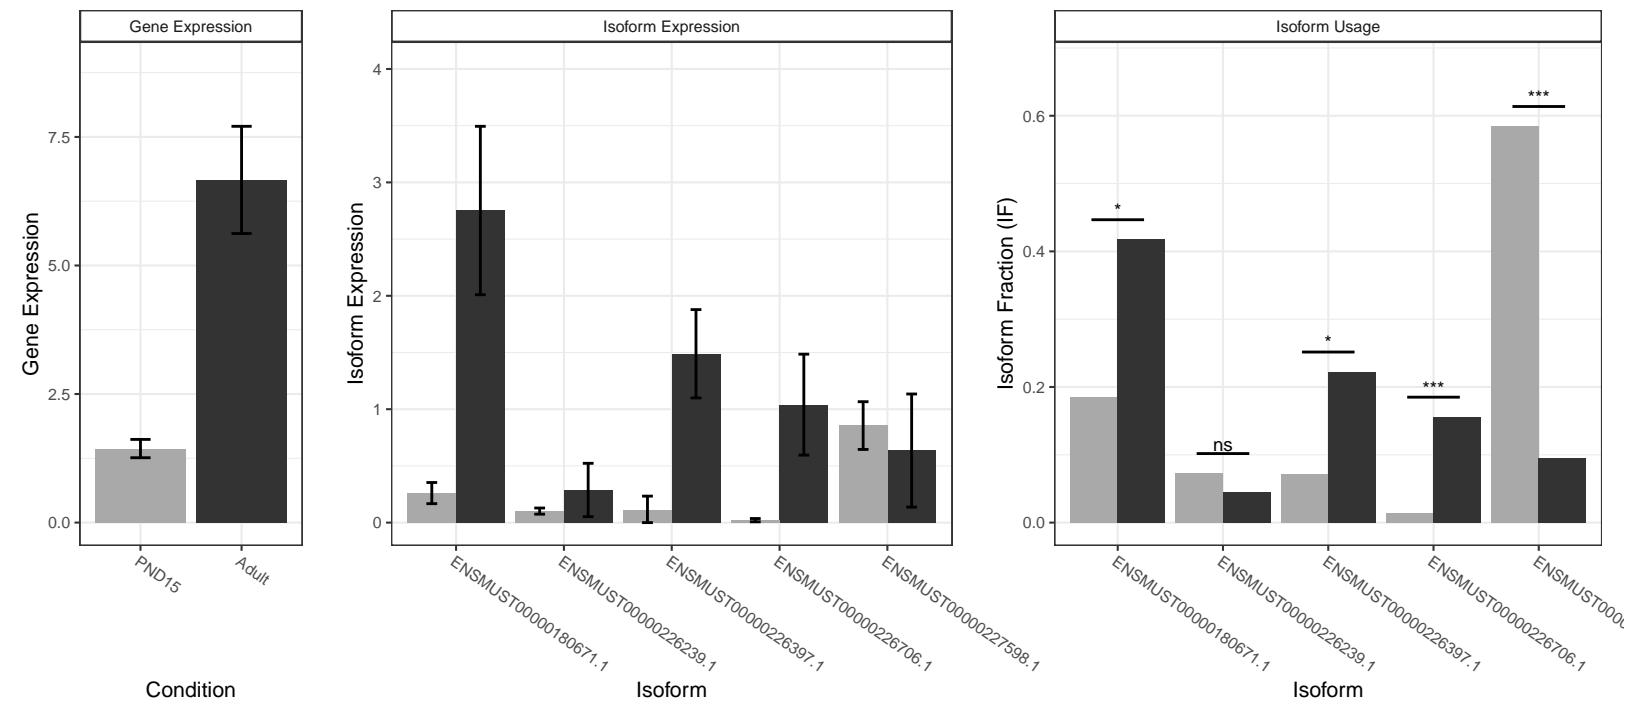 Gene Expression
Isoform Expression
Isoform Usage
Gene Expression
7.5
5.0
2.5
0.0
PND15
Adult
Condition
Isoform Expression
4
3
2
1
0
ENSMUST00000180671.1
ENSMUST00000226239.1
ENSMUST00000226397.1
ENSMUST00000226706.1
ENSMUST00000227598.1
Isoform
Isoform Fraction (IF)
0.6
0.4
0.2
0.0
*
ns
*
***
***
ENSMUST00000180671.1
ENSMUST00000226239.1
ENSMUST00000226397.1
ENSMUST00000226706.1
Isoform